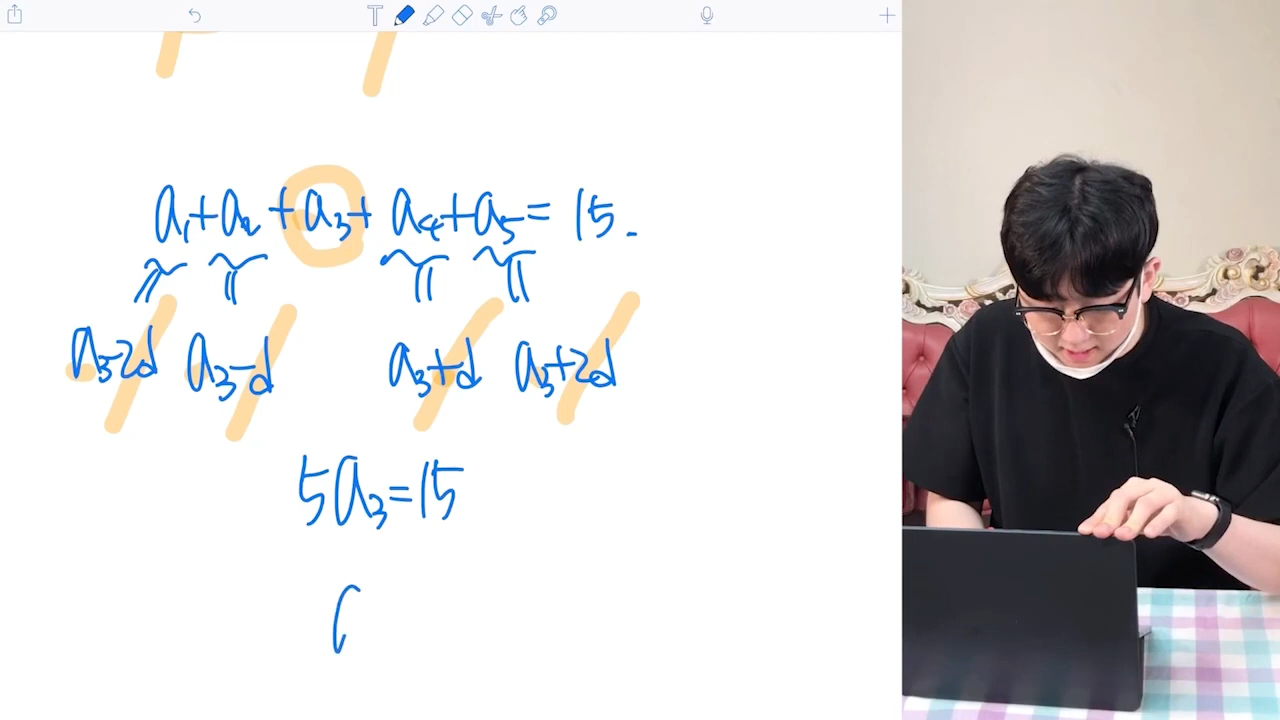 a₁+a₂+a₃+a₄+a₅=15.
a₃-2d a₃-d a₃+d a₃+2d
5a₃=15